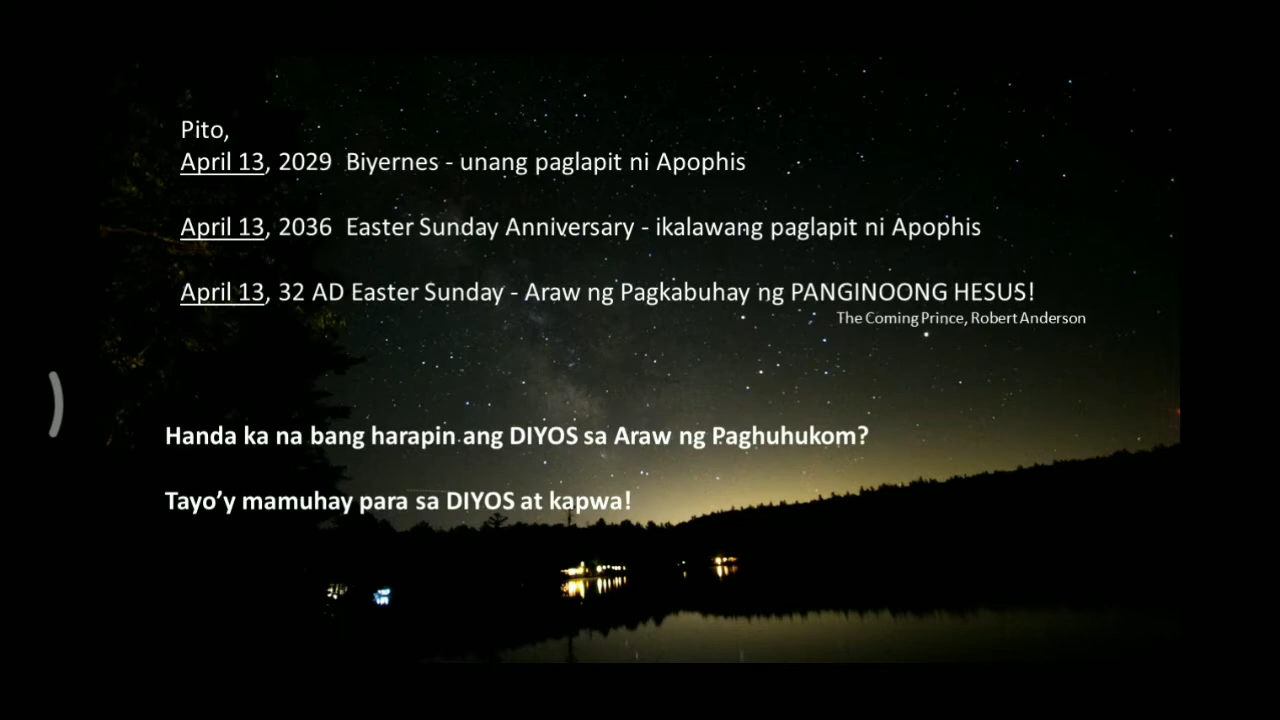 Pito,
April 13, 2029 Biyernes - unang paglapit ni Apophis
April 13, 2036 Easter Sunday Anniversary - ikalawang paglapit ni Apophis
April 13, 32 AD Easter Sunday - Araw ng Pagkabuhay ng PANGINOONG HESUS!
The Coming Prince, Robert Anderson
Handa ka na bang harapin ang DIYOS sa Araw ng Paghuhukom?
Tayo’y mamuhay para sa DIYOS at kapwa!